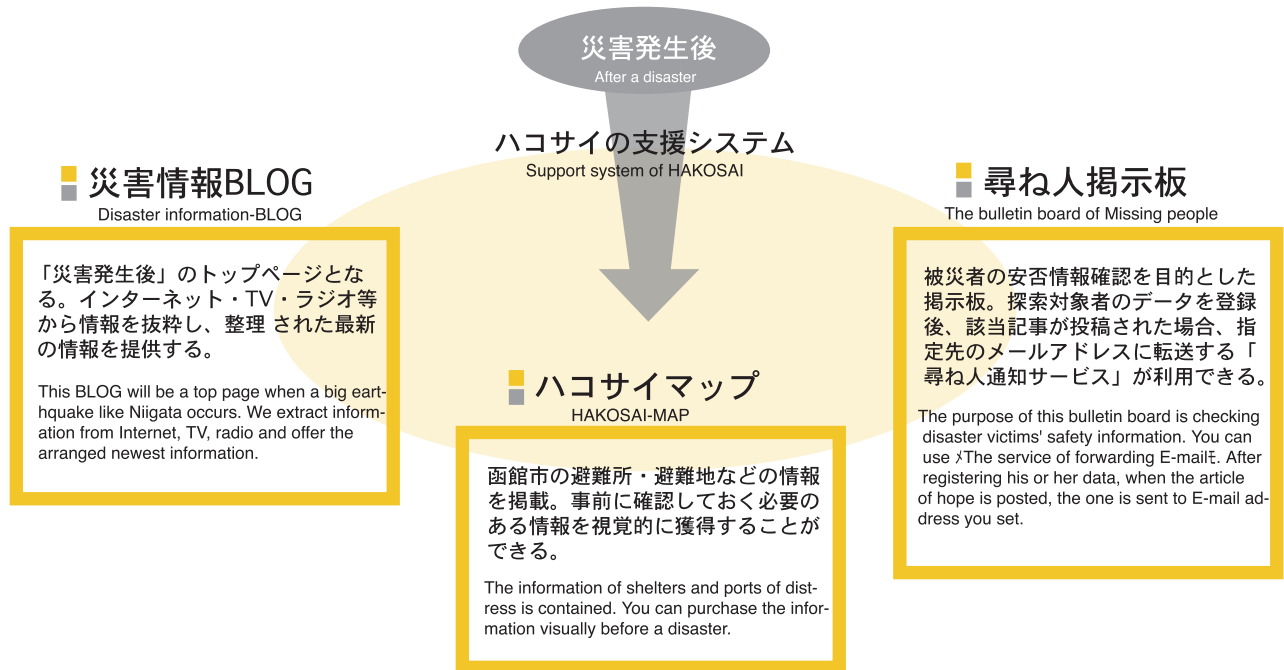 災害発生後
After a disaster
ハコサイの支援システム
Support system of HAKOSAI
災害情報BLOG
Disaster information-BLOG
「災害発生後」のトップページとな
る。インターネット・TV・ラジオ等
から情報を抜粋し、整理 された最新
の情報を提供する。
This BLOG will be a top page when a big eart-
hquake like Niigata occurs. We extract inform-
ation from Internet, TV, radio and offer the
arranged newest information.
ハコサイマップ
HAKOSAI-MAP
函館市の避難所・避難地などの情報
を掲載。事前に確認しておく必要の
ある情報を視覚的に獲得することが
できる。
The information of shelters and ports of dist-
ress is contained. You can purchase the infor-
mation visually before a disaster.
尋ね人掲示板
The bulletin board of Missing people
被災者の安否情報確認を目的とした
掲示板。探索対象者のデータを登録
後、該当記事が投稿された場合、指
定先のメールアドレスに転送する「
尋ね人通知サービス」が利用できる。
The purpose of this bulletin board is checking
disaster victims' safety information. You can
use ﾒThe service of forwarding E-mailﾓ. After
registering his or her data, when the article
of hope is posted, the one is sent to E-mail ad-
dress you set.